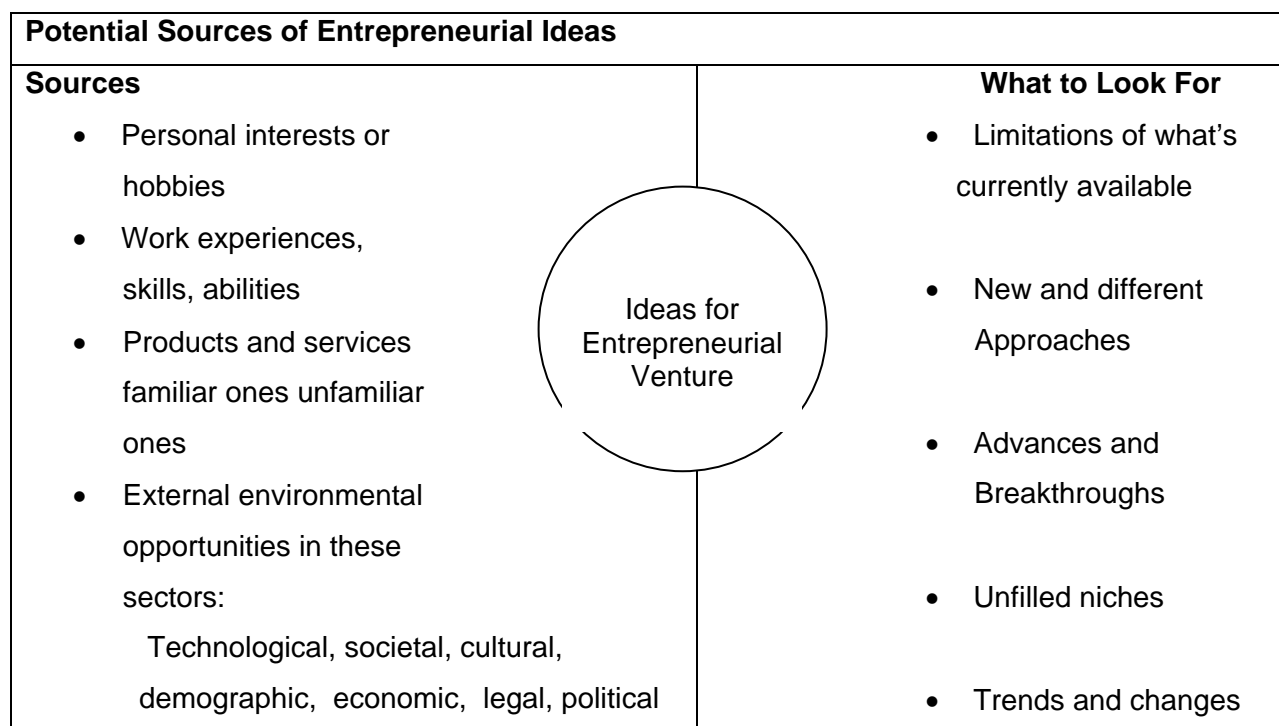 Potential Sources of Entrepreneurial Ideas
Sources
• Personal interests or
hobbies
• Work experiences,
skills, abilities
• Products and services
familiar ones unfamiliar
ones
• External environmental
opportunities in these
sectors:
Technological, societal, cultural,
demographic, economic, legal, political
Ideas for
Entrepreneurial
Venture
What to Look For
• Limitations of what's
currently available
• New and different
Approaches
• Advances and
Breakthroughs
• Unfilled niches
• Trends and changes